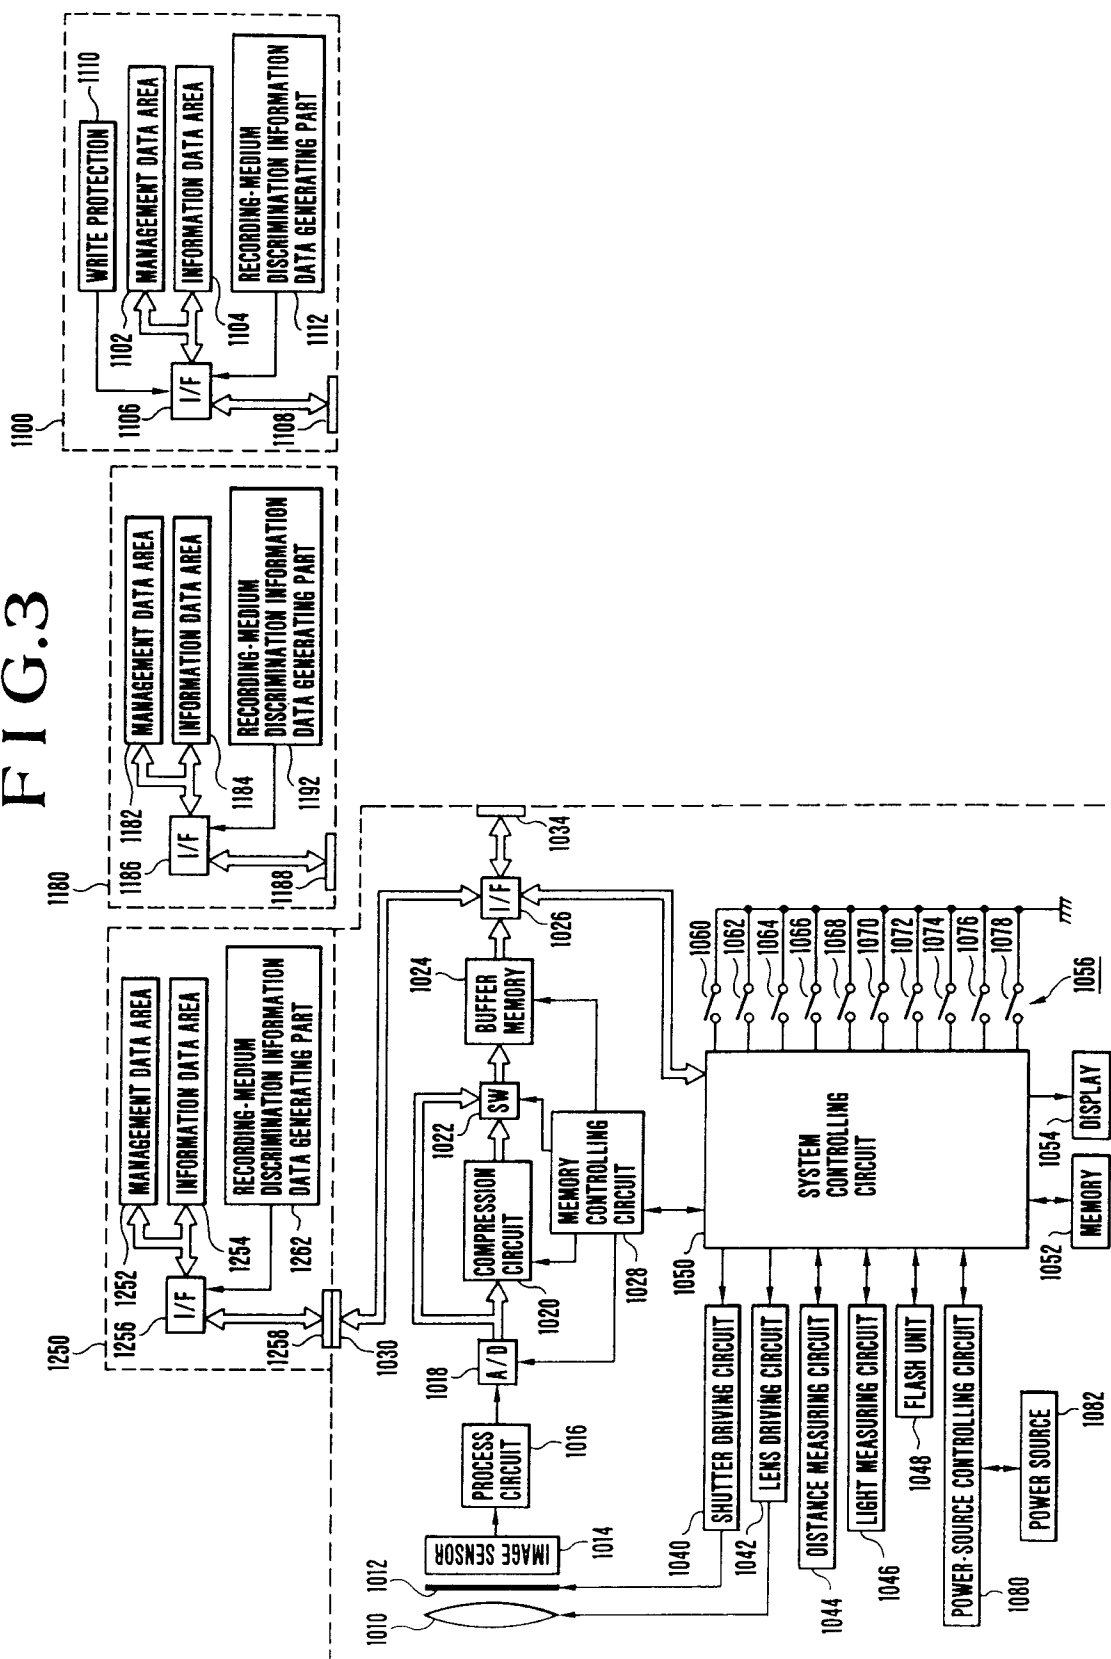 FIG.3
1250
1252
MANAGEMENT DATA AREA
1254
INFORMATION DATA AREA
1256
I/F
1262
RECORDING-MEDIUM
DISCRIMINATION INFORMATION
DATA GENERATING PART
1258
1030
1180
1182
MANAGEMENT DATA AREA
1184
INFORMATION DATA AREA
1186
I/F
1192
RECORDING-MEDIUM
DISCRIMINATION INFORMATION
DATA GENERATING PART
1188
1100
WRITE PROTECTION
1110
1102
MANAGEMENT DATA AREA
1104
INFORMATION DATA AREA
1106
I/F
1112
RECORDING-MEDIUM
DISCRIMINATION INFORMATION
DATA GENERATING PART
1108
1010
1012
IMAGE SENSOR
1014
PROCESS
CIRCUIT
1016
1018
A/D
COMPRESSION
CIRCUIT
1020
1022
SW
1024
BUFFER
MEMORY
I/F
1026
1034
MEMORY
CONTROLLING
CIRCUIT
1028
1040
SHUTTER DRIVING CIRCUIT
1042
LENS DRIVING CIRCUIT
1044
DISTANCE MEASURING CIRCUIT
1046
LIGHT MEASURING CIRCUIT
1048
FLASH UNIT
1080
POWER-SOURCE CONTROLLING CIRCUIT
POWER SOURCE
1082
1050
SYSTEM
CONTROLLING
CIRCUIT
1052
MEMORY
1054
DISPLAY
1060
1062
1064
1066
1068
1070
1072
1074
1076
1078
1056